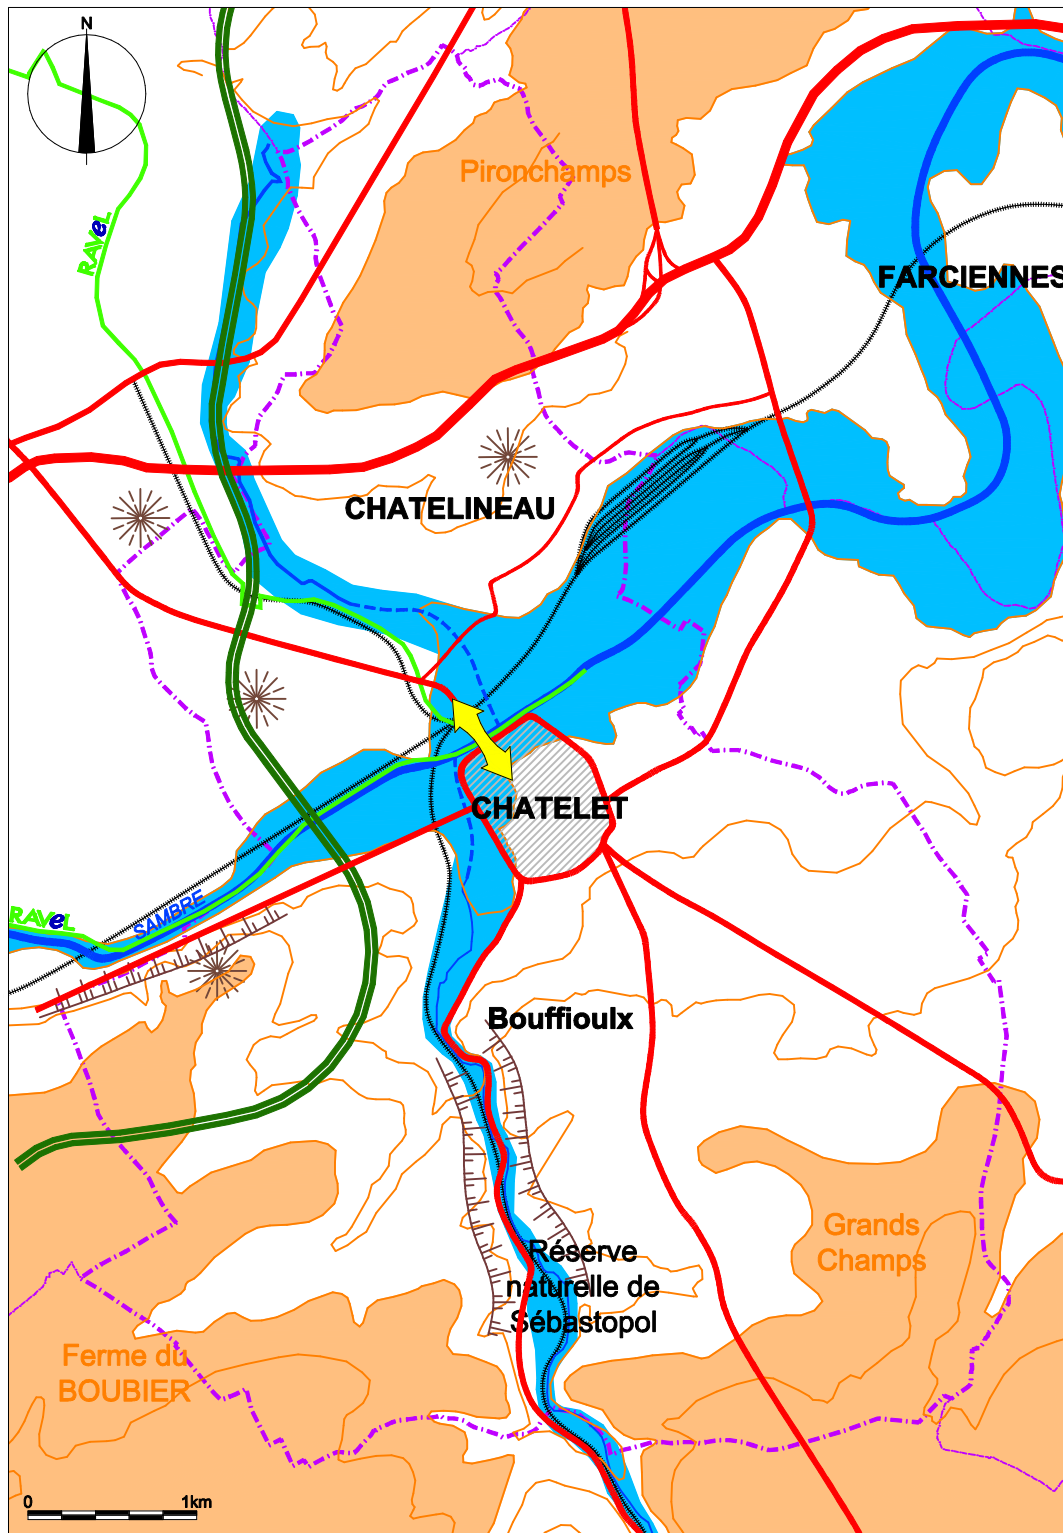 N
Pironchamps
RAVeL
FARCIENNES
CHATELINEAU
CHATELET
RAVeL
SAMBRE
Bouffioulx
Grands
Champs
Réserve
naturelle de
Sébastopol
Ferme du
BOUBIER
0 1km